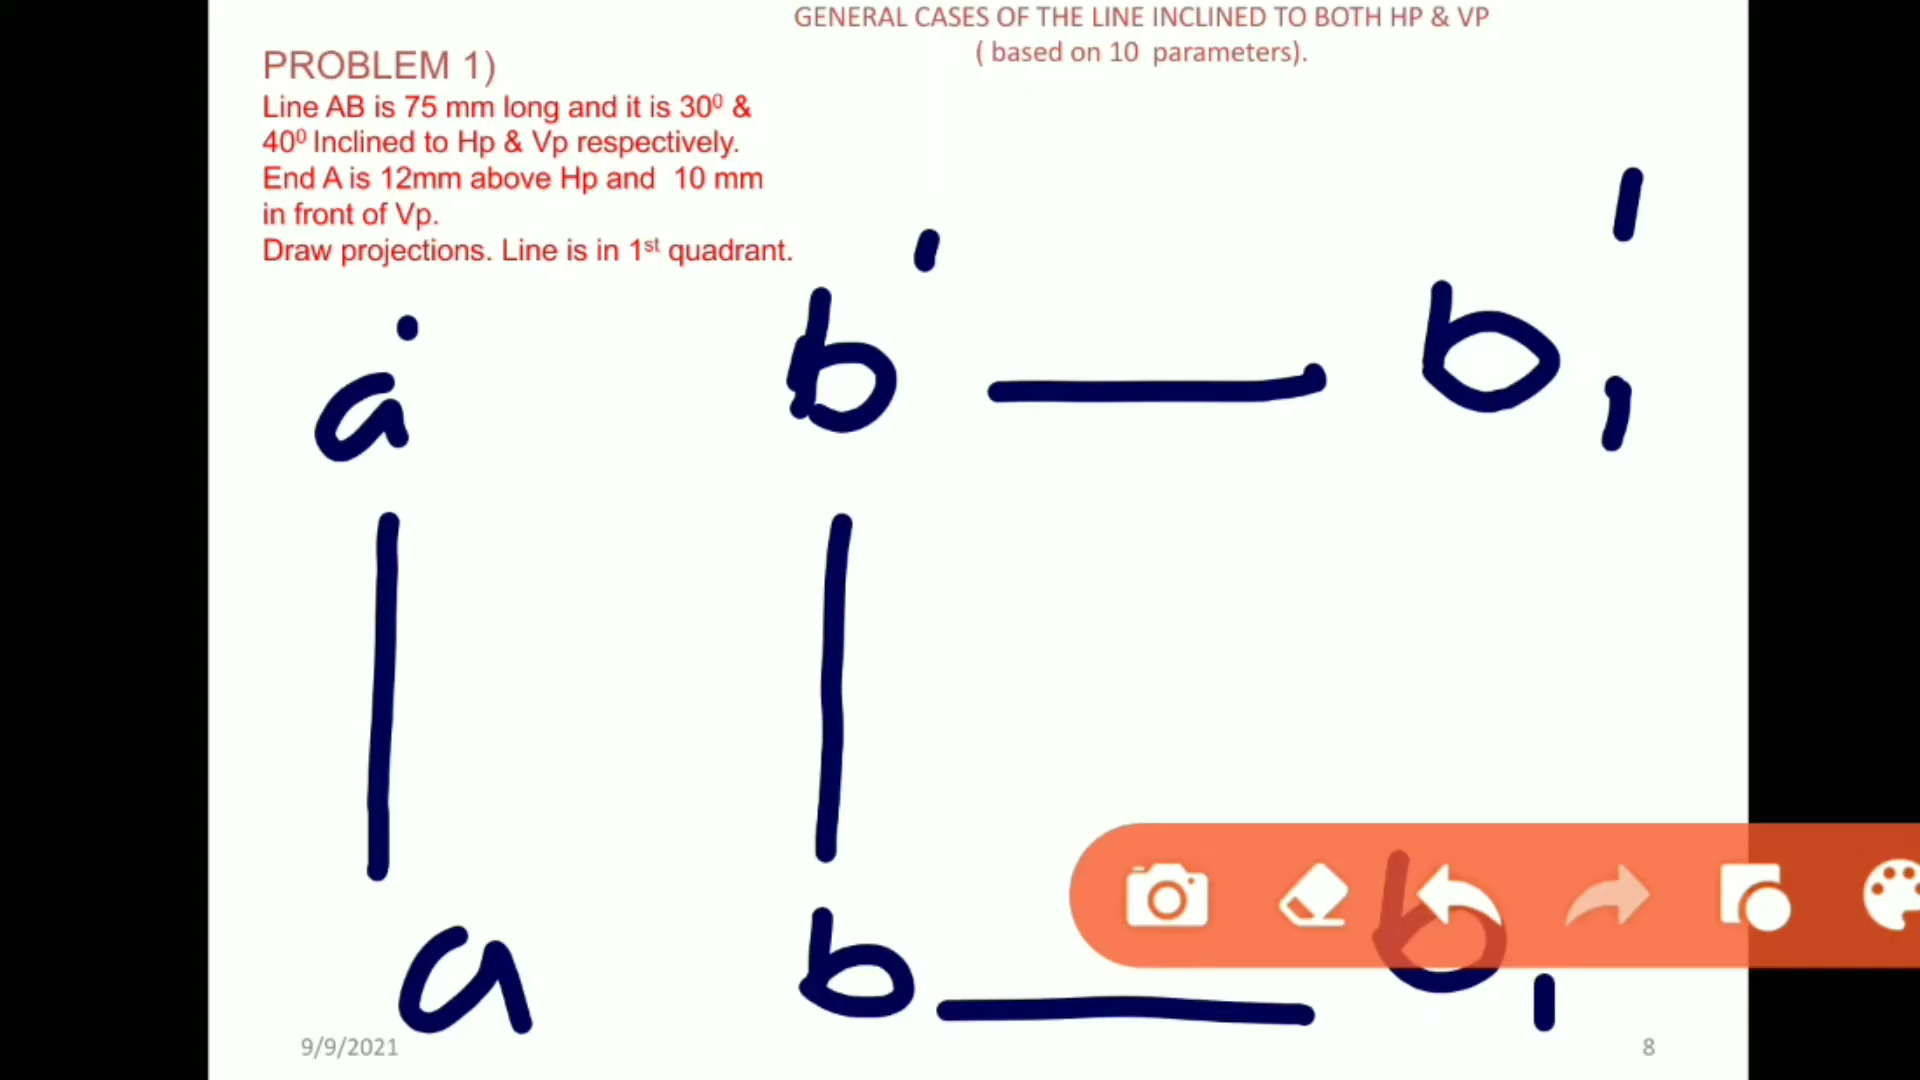 GENERAL CASES OF THE LINE INCLINED TO BOTH HP & VP
( based on 10 parameters).
PROBLEM 1)
Line AB is 75 mm long and it is 30⁰ &
40⁰ Inclined to Hp & Vp respectively.
End A is 12mm above Hp and 10 mm
in front of Vp.
Draw projections. Line is in 1st quadrant.
a' b' — b₁'
a b — b₁
9/9/2021
8